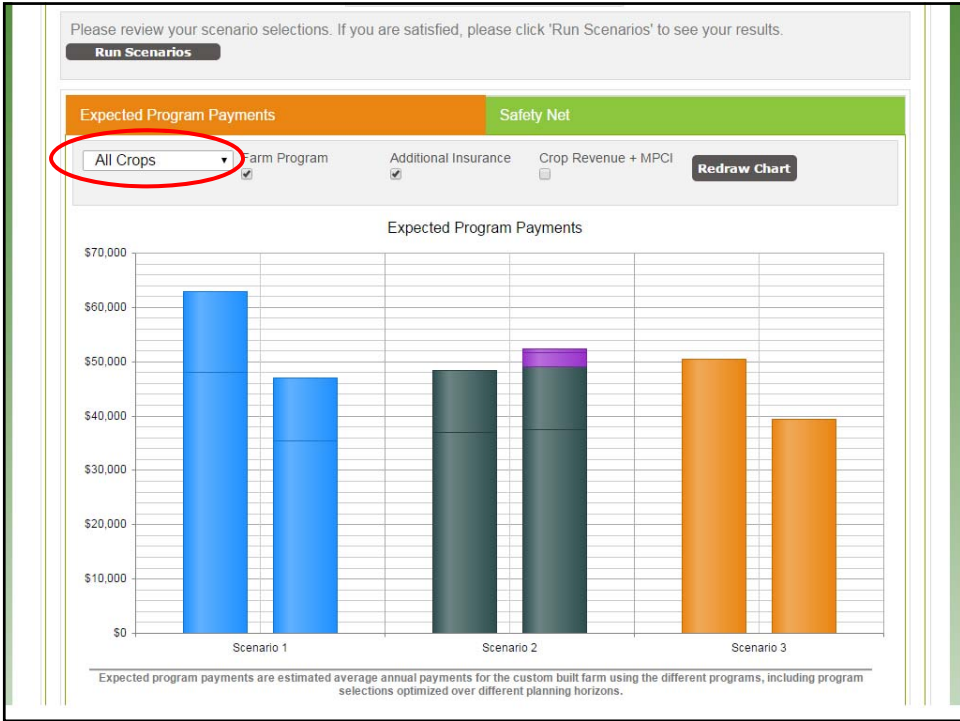 Please review your scenario selections. If you are satisfied, please click 'Run Scenarios' to see your results.
Run Scenarios
Expected Program Payments
Safety Net
All Crops
Farm Program
Additional Insurance
Crop Revenue + MPCI
Redraw Chart
Expected Program Payments
$70,000
$60,000
$50,000
$40,000
$30,000
$20,000
$10,000
$0
Scenario 1
Scenario 2
Scenario 3
Expected program payments are estimated average annual payments for the custom built farm using the different programs, including program
selections optimized over different planning horizons.